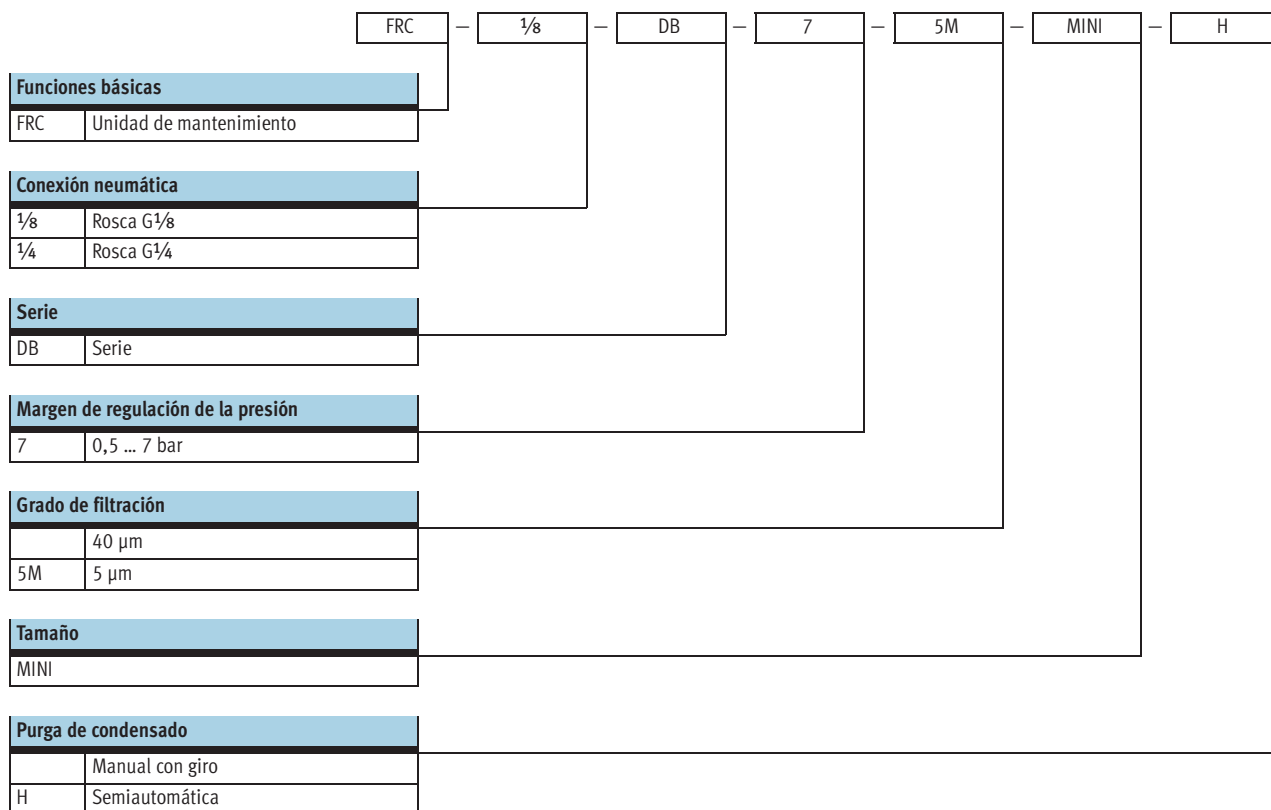 FRC – ⅛ – DB – 7 – 5M – MINI – H
Funciones básicas
FRC Unidad de mantenimiento
Conexión neumática
⅛ Rosca G⅛
¼ Rosca G¼
Serie
DB Serie
Margen de regulación de la presión
7 0,5 … 7 bar
Grado de filtración
40 µm
5M 5 µm
Tamaño
MINI
Purga de condensado
Manual con giro
H Semiautomática